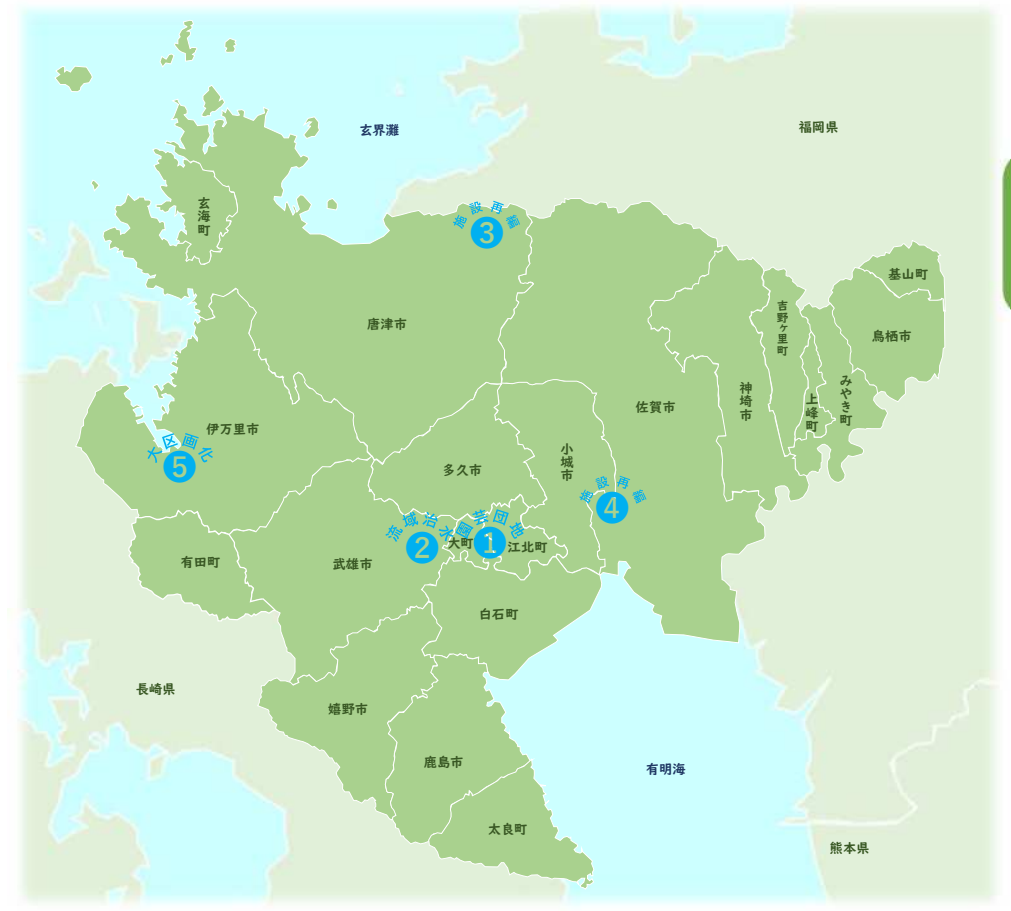 玄界灘
福岡県
玄海町
施設再編
3
基山町
吉野ヶ里町
唐津市
鳥栖市
みやき町
神埼市
上峰町
佐賀市
伊万里市
大区画化
5
小城市
多久市
施設再編
4
流域治水
2
園芸団地
1
大町
江北町
有田町
武雄市
白石町
長崎県
嬉野市
鹿島市
有明海
太良町
熊本県